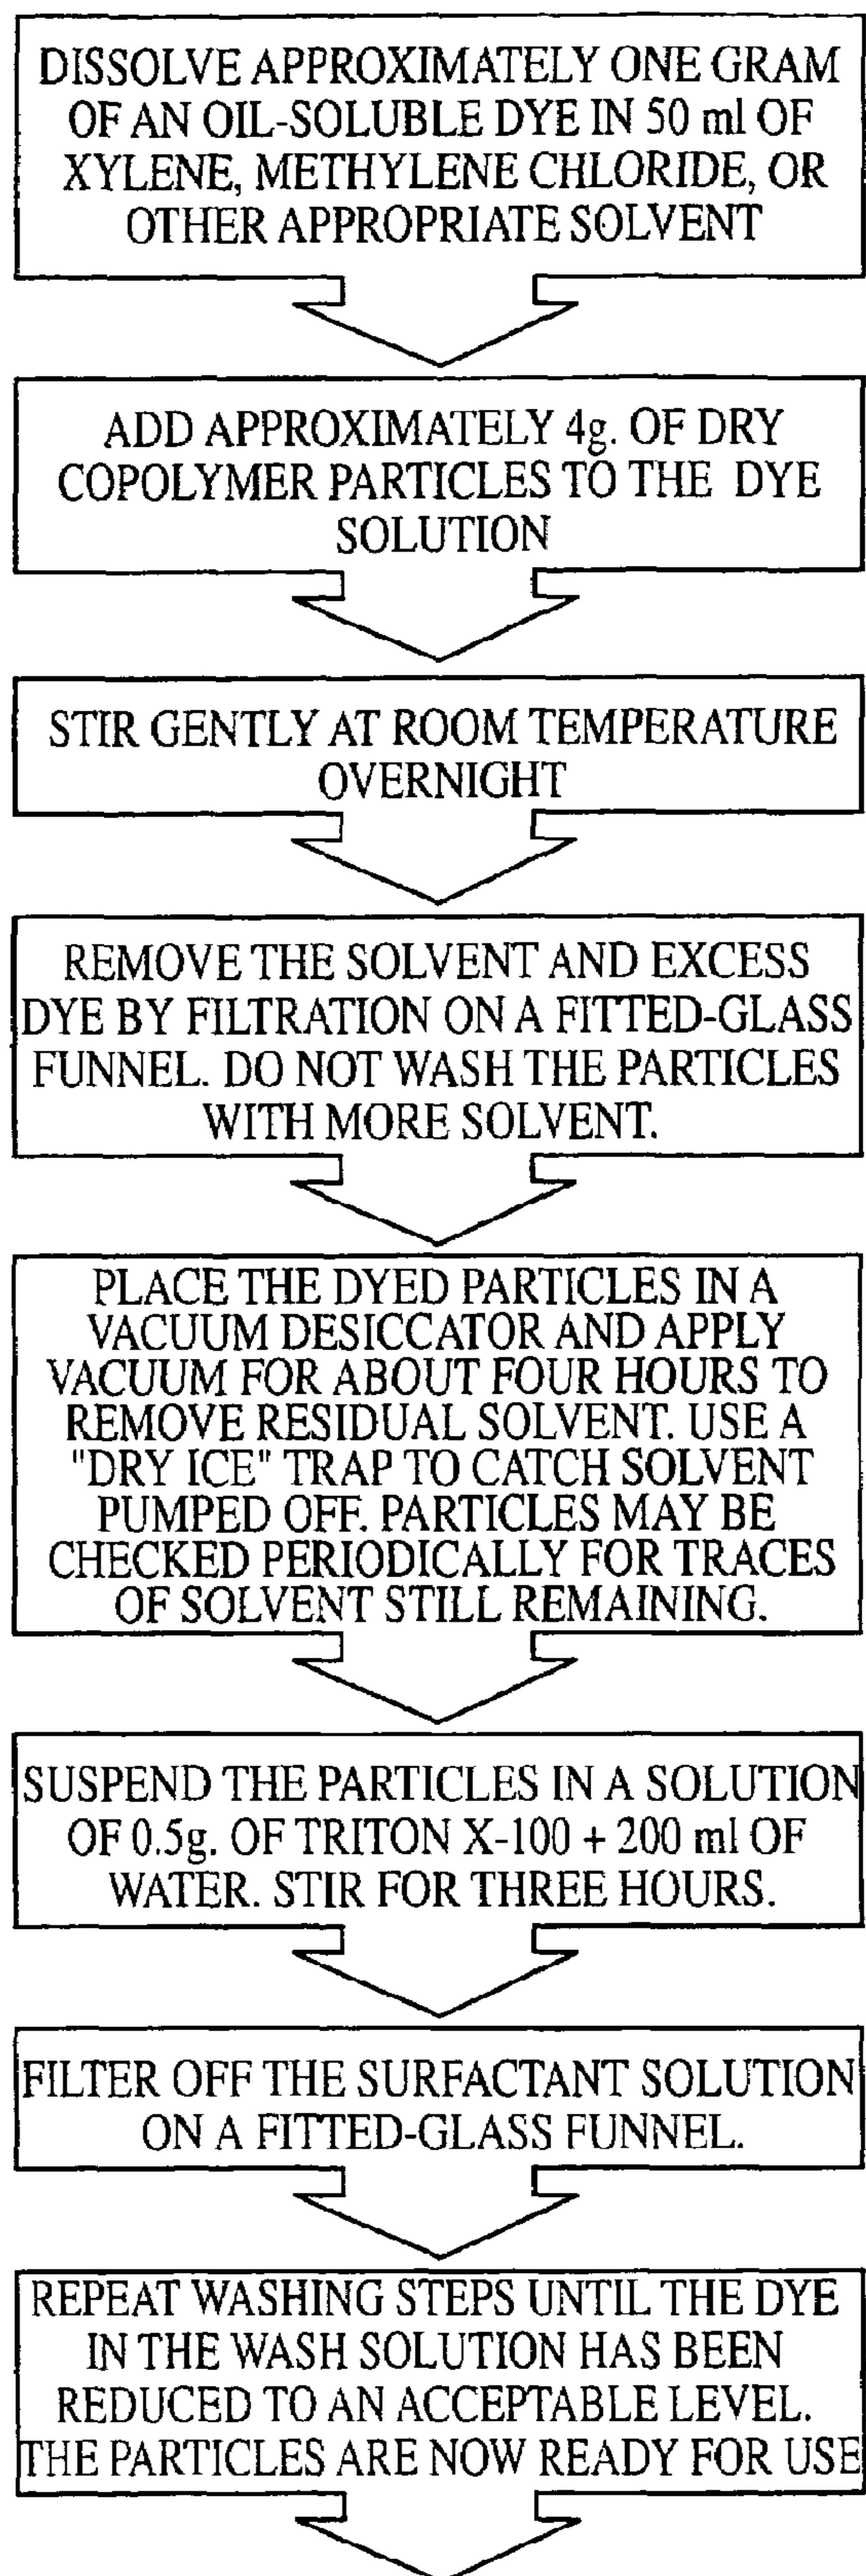 DISSOLVE APPROXIMATELY ONE GRAM
OF AN OIL-SOLUBLE DYE IN 50 ml OF
XYLENE, METHYLENE CHLORIDE, OR
OTHER APPROPRIATE SOLVENT
ADD APPROXIMATELY 4g. OF DRY
COPOLYMER PARTICLES TO THE DYE
SOLUTION
STIR GENTLY AT ROOM TEMPERATURE
OVERNIGHT
REMOVE THE SOLVENT AND EXCESS
DYE BY FILTRATION ON A FITTED-GLASS
FUNNEL. DO NOT WASH THE PARTICLES
WITH MORE SOLVENT.
PLACE THE DYED PARTICLES IN A
VACUUM DESICCATOR AND APPLY
VACUUM FOR ABOUT FOUR HOURS TO
REMOVE RESIDUAL SOLVENT. USE A
"DRY ICE" TRAP TO CATCH SOLVENT
PUMPED OFF. PARTICLES MAY BE
CHECKED PERIODICALLY FOR TRACES
OF SOLVENT STILL REMAINING.
SUSPEND THE PARTICLES IN A SOLUTION
OF 0.5g. OF TRITON X-100 + 200 ml OF
WATER. STIR FOR THREE HOURS.
FILTER OFF THE SURFACTANT SOLUTION
ON A FITTED-GLASS FUNNEL.
REPEAT WASHING STEPS UNTIL THE DYE
IN THE WASH SOLUTION HAS BEEN
REDUCED TO AN ACCEPTABLE LEVEL.
THE PARTICLES ARE NOW READY FOR USE